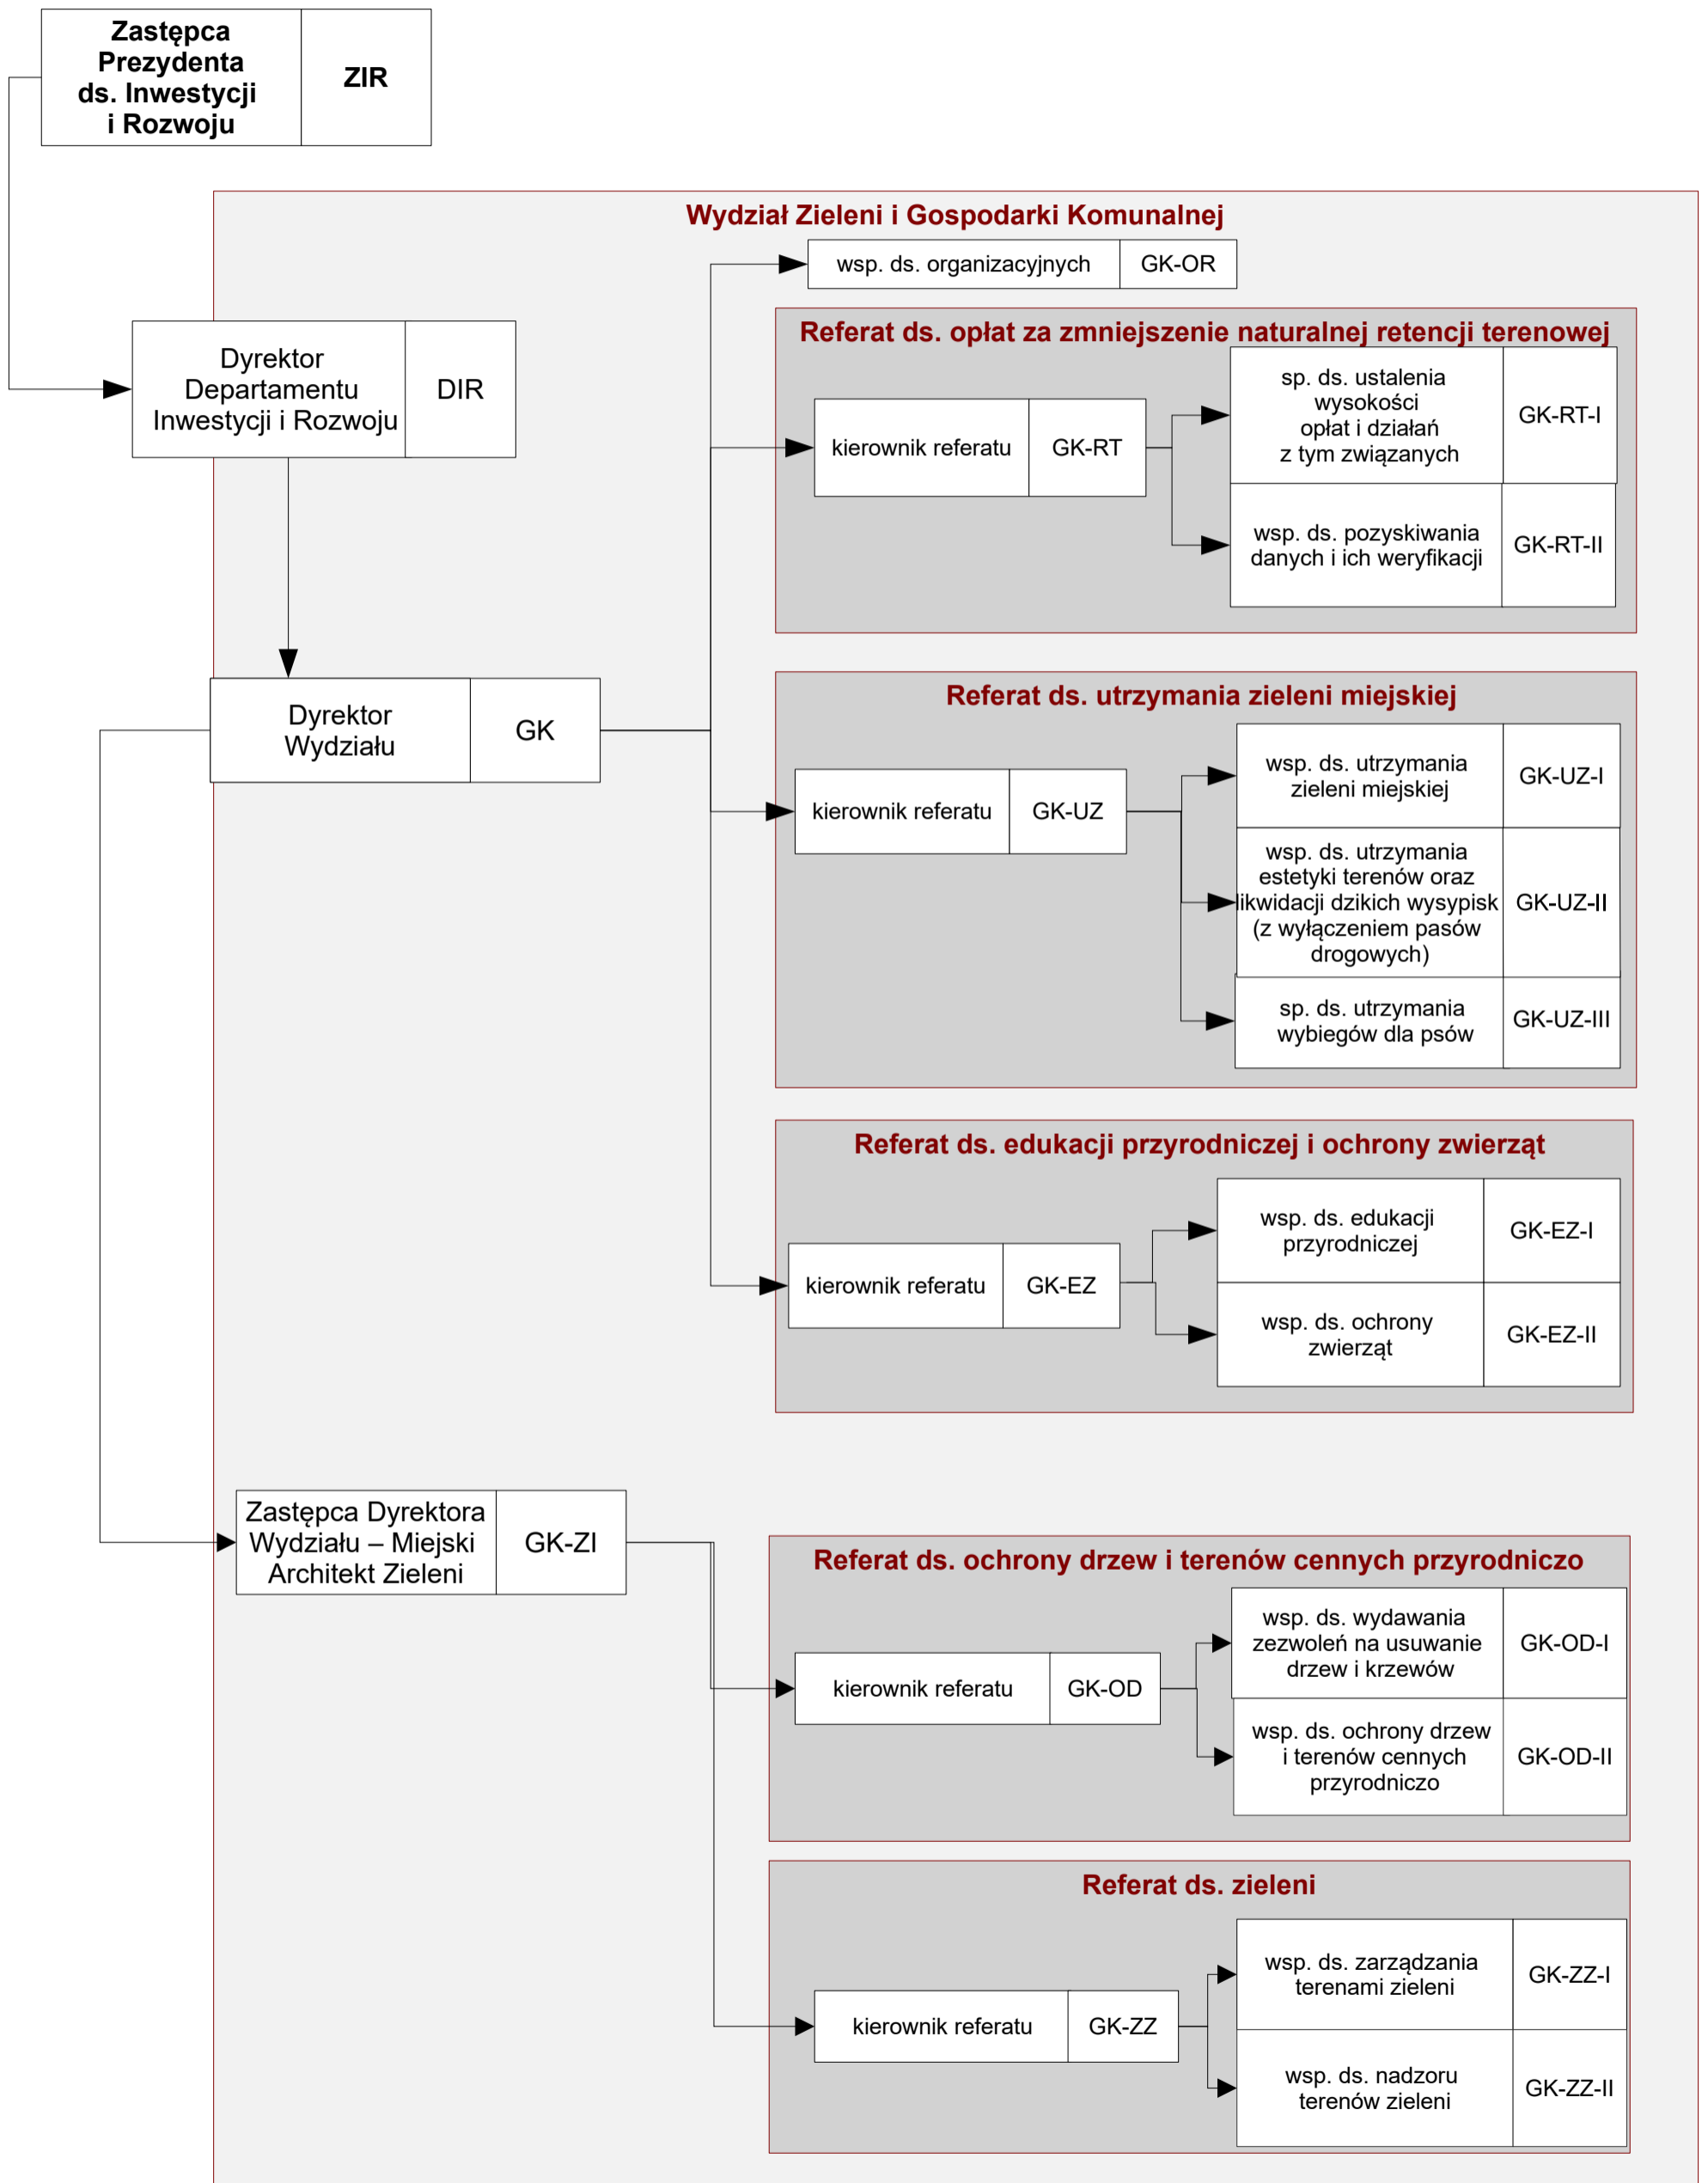 Zastępca
Prezydenta
ds. Inwestycji
i Rozwoju
ZIR
Wydział Zieleni i Gospodarki Komunalnej
wsp. ds. organizacyjnych
GK-OR
Dyrektor
Departamentu
Inwestycji i Rozwoju
DIR
Referat ds. opłat za zmniejszenie naturalnej retencji terenowej
kierownik referatu
GK-RT
sp. ds. ustalenia
wysokości
opłat i działań
z tym związanych
GK-RT-I
wsp. ds. pozyskiwania
danych i ich weryfikacji
GK-RT-II
Dyrektor
Wydziału
GK
Referat ds. utrzymania zieleni miejskiej
kierownik referatu
GK-UZ
wsp. ds. utrzymania
zieleni miejskiej
GK-UZ-I
wsp. ds. utrzymania
estetyki terenów oraz
likwidacji dzikich wysypisk
(z wyłączeniem pasów
drogowych)
GK-UZ-II
sp. ds. utrzymania
wybiegów dla psów
GK-UZ-III
Referat ds. edukacji przyrodniczej i ochrony zwierząt
kierownik referatu
GK-EZ
wsp. ds. edukacji
przyrodniczej
GK-EZ-I
wsp. ds. ochrony
zwierząt
GK-EZ-II
Zastępca Dyrektora
Wydziału – Miejski
Architekt Zieleni
GK-ZI
Referat ds. ochrony drzew i terenów cennych przyrodniczo
kierownik referatu
GK-OD
wsp. ds. wydawania
zezwoleń na usuwanie
drzew i krzewów
GK-OD-I
wsp. ds. ochrony drzew
i terenów cennych
przyrodniczo
GK-OD-II
Referat ds. zieleni
kierownik referatu
GK-ZZ
wsp. ds. zarządzania
terenami zieleni
GK-ZZ-I
wsp. ds. nadzoru
terenów zieleni
GK-ZZ-II